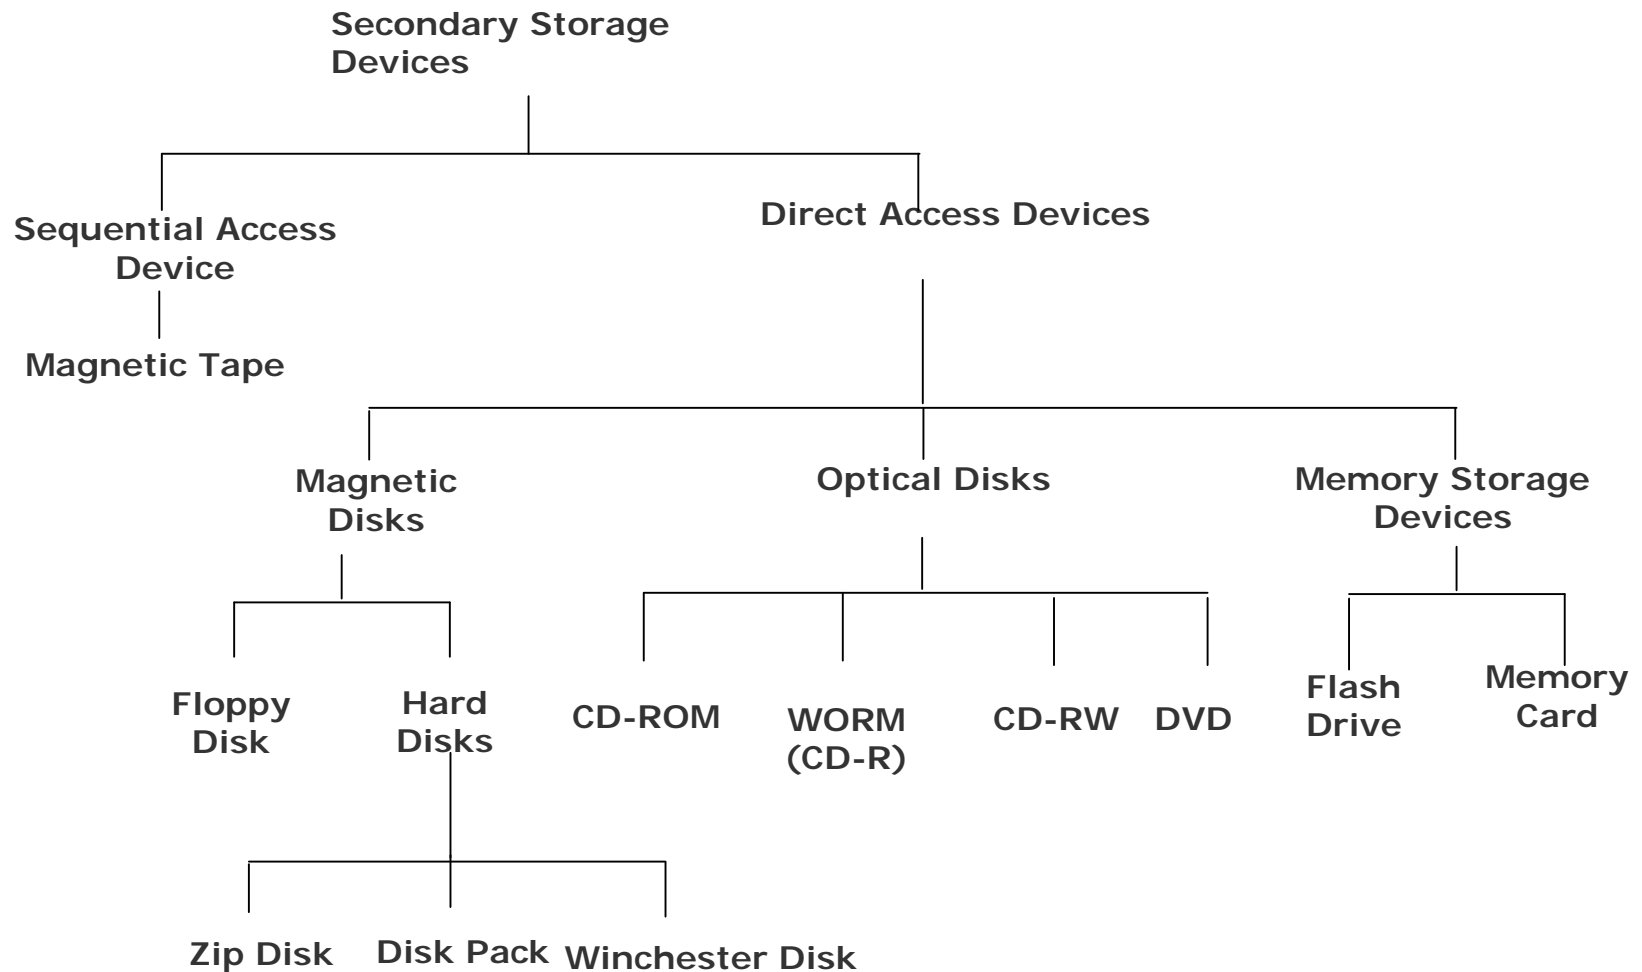 Secondary Storage
Devices
Sequential Access
Device
Direct Access Devices
Magnetic Tape
Magnetic
Disks
Optical Disks
Memory Storage
Devices
Floppy
Disk
Hard
Disks
CD-ROM
WORM
(CD-R)
CD-RW
DVD
Flash
Drive
Memory
Card
Zip Disk
Disk Pack
Winchester Disk